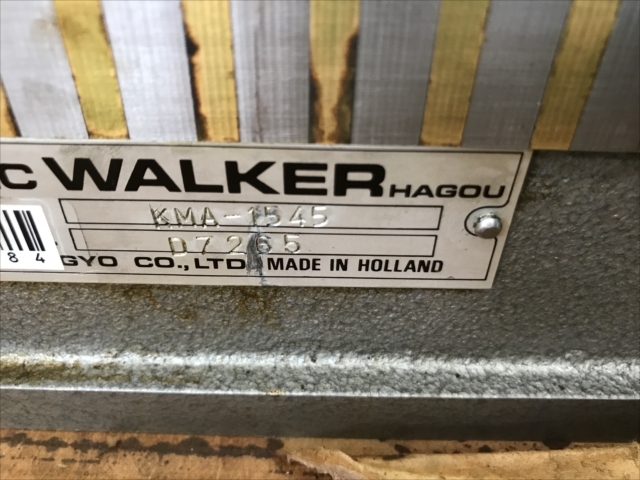 C WALKER HAGOU
KMA-1545
D7265
84
GYO CO., LTD. MADE IN HOLLAND